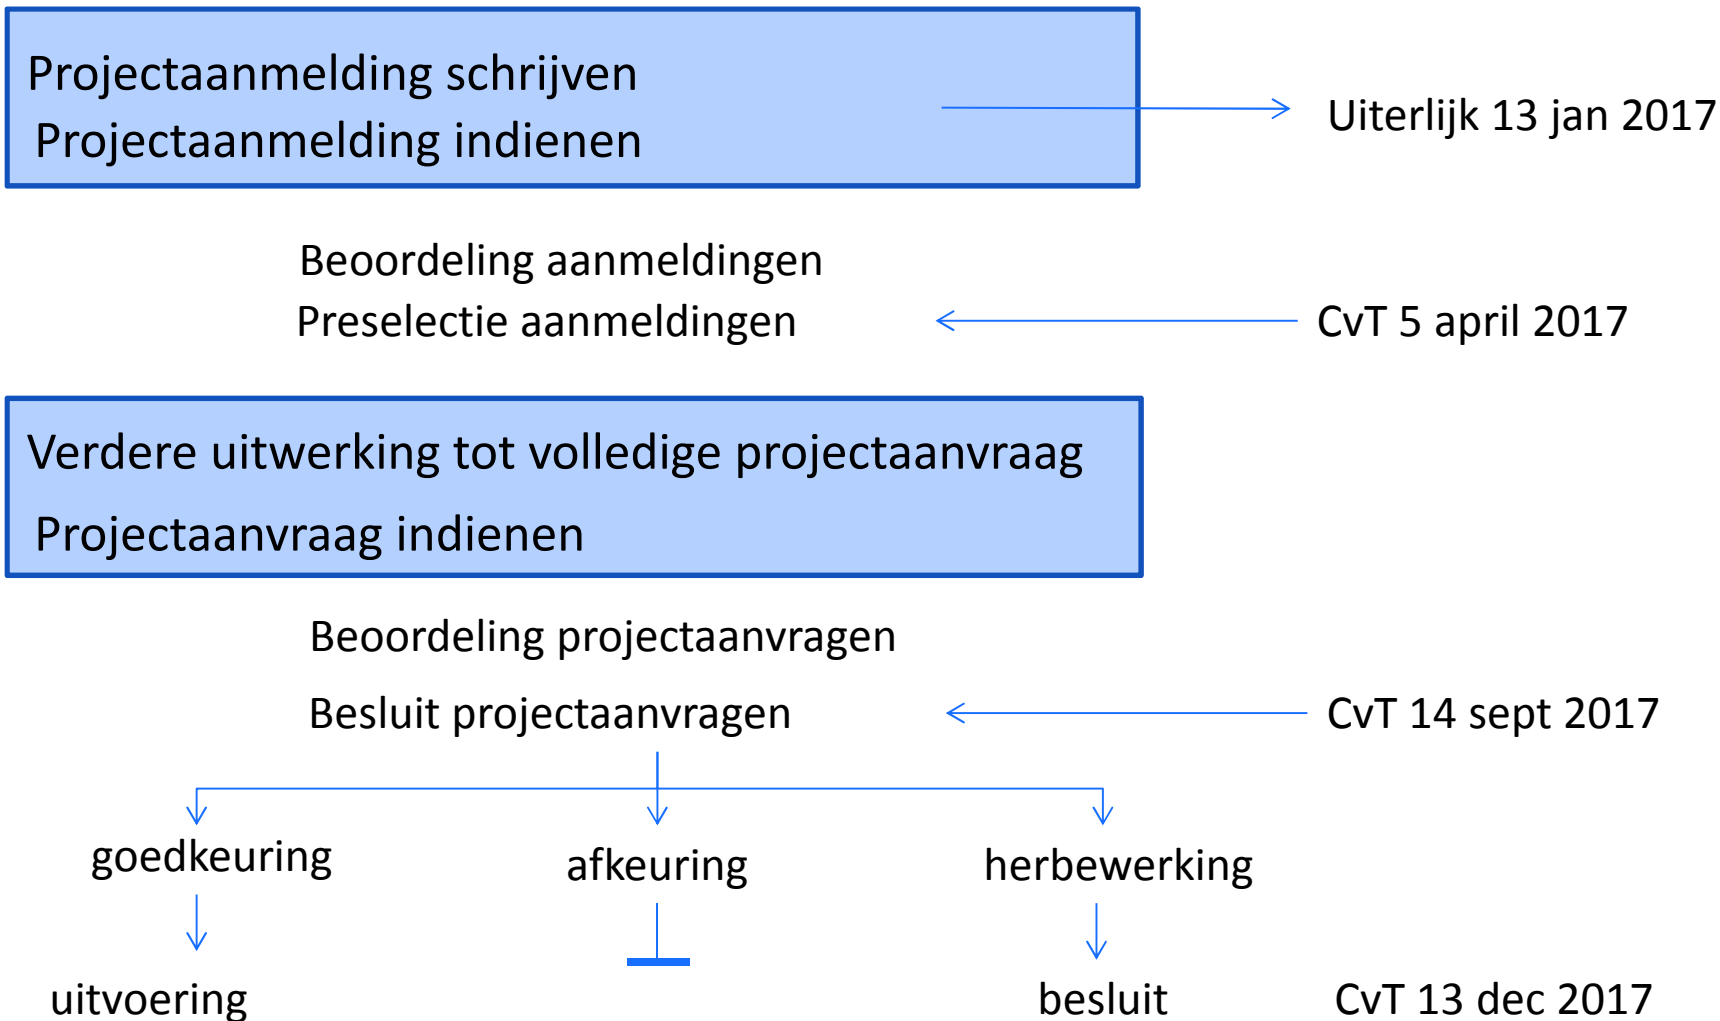 Projectaanmelding schrijven
Projectaanmelding indienen
Uiterlijk 13 jan 2017
Beoordeling aanmeldingen
Preselectie aanmeldingen
CvT 5 april 2017
Verdere uitwerking tot volledige projectaanvraag
Projectaanvraag indienen
Beoordeling projectaanvragen
Besluit projectaanvragen
CvT 14 sept 2017
goedkeuring
afkeuring
herbewerking
uitvoering
besluit
CvT 13 dec 2017